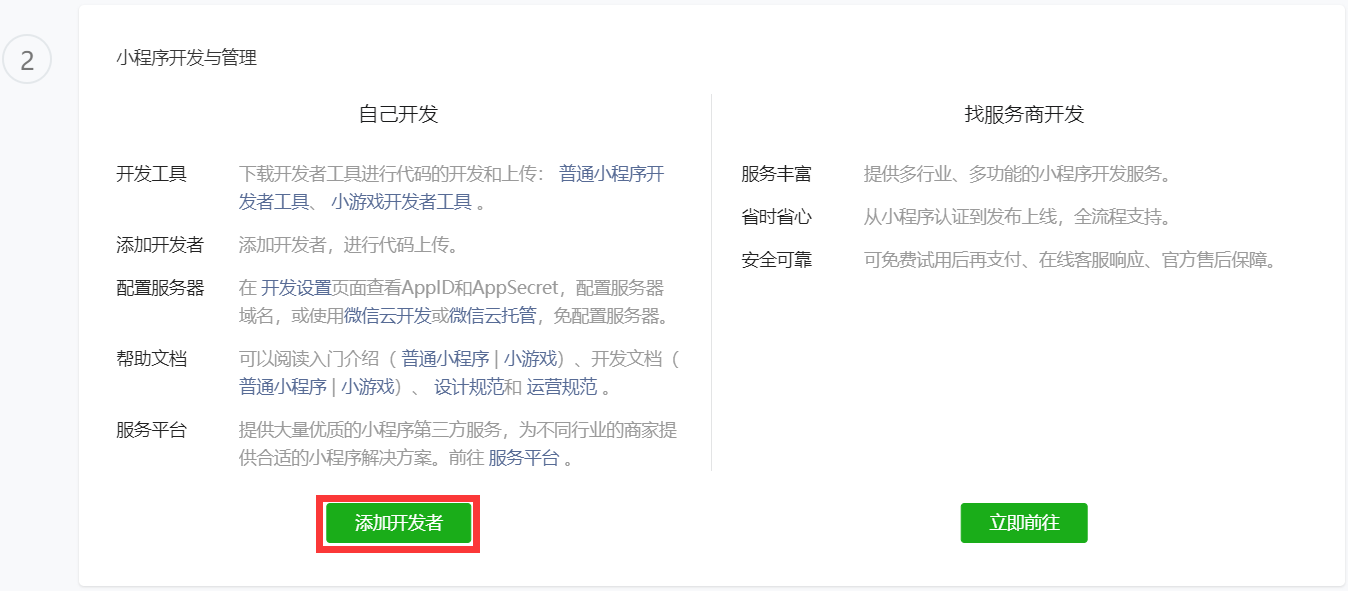 2
小程序开发与管理
自己开发
开发工具
下载开发者工具进行代码的开发和上传： 普通小程序开
发者工具、 小游戏开发者工具 。
添加开发者
添加开发者，进行代码上传。
配置服务器
在 开发设置页面查看AppID和AppSecret，配置服务器
域名，或使用微信云开发或微信云托管，免配置服务器。
帮助文档
可以阅读入门介绍（ 普通小程序 | 小游戏）、开发文档（
普通小程序 | 小游戏）、 设计规范和 运营规范 。
服务平台
提供大量优质的小程序第三方服务，为不同行业的商家提
供合适的小程序解决方案。前往 服务平台 。
添加开发者
找服务商开发
服务丰富
提供多行业、多功能的小程序开发服务。
省时省心
从小程序认证到发布上线，全流程支持。
安全可靠
可免费试用后再支付、在线客服响应、官方售后保障。
立即前往